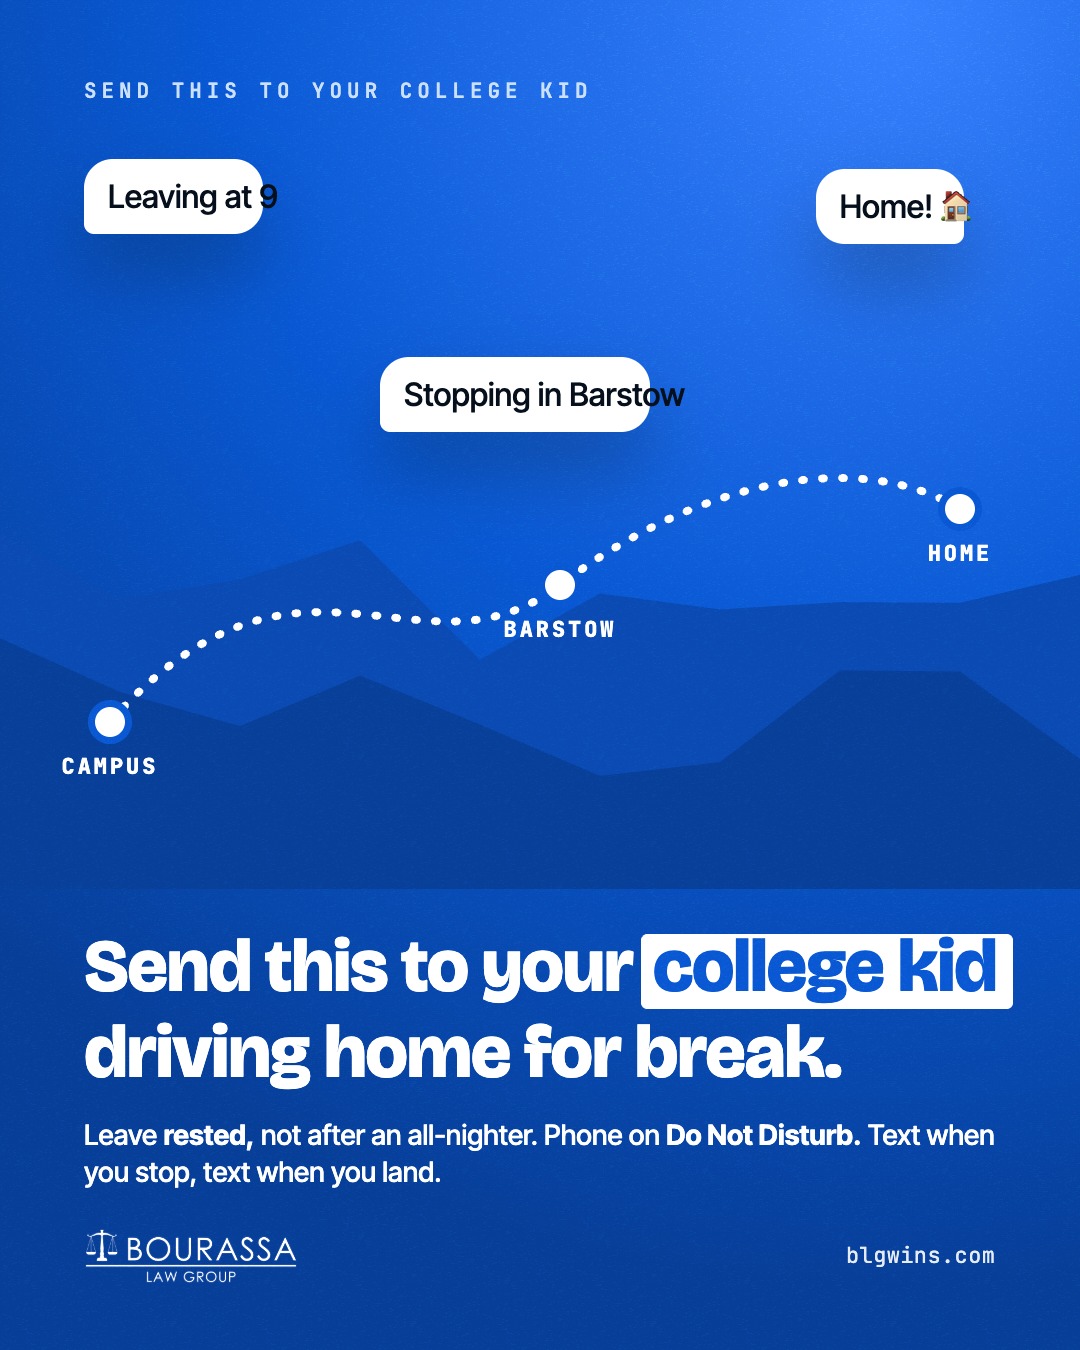 SEND THIS TO YOUR COLLEGE KID
Leaving at 9
Home! 🏠
Stopping in Barstow
HOME
BARSTOW
CAMPUS
Send this to your college kid
driving home for break.
Leave rested, not after an all-nighter. Phone on Do Not Disturb. Text when
you stop, text when you land.
BOURASSA
LAW GROUP
blgwins.com